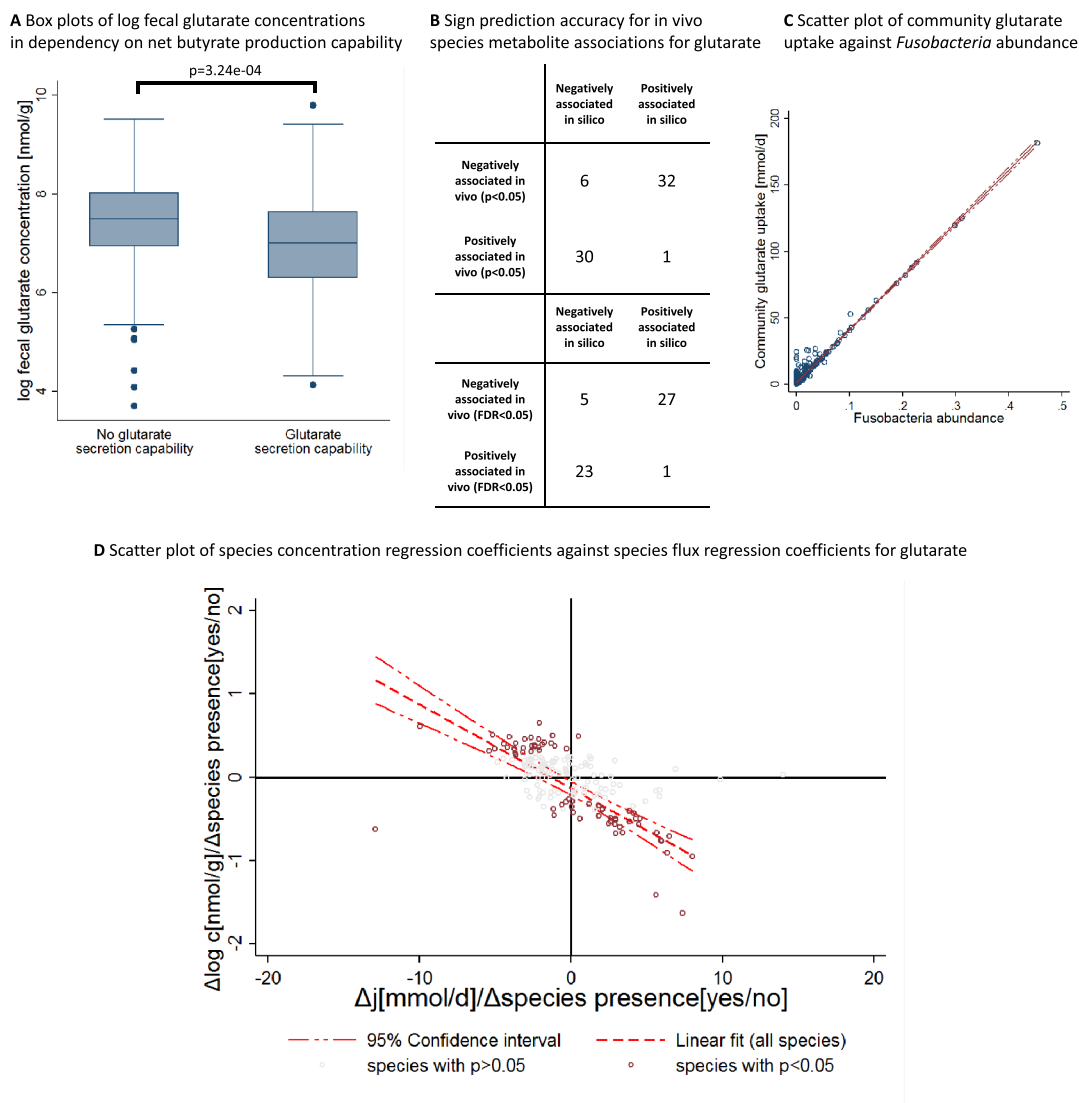 A Box plots of log fecal glutarate concentrations
in dependency on net butyrate production capability
p=3.24e-04
log fecal glutarate concentration [nmol/g]
10
8
6
4
No glutarate
secretion capability
Glutarate
secretion capability
B Sign prediction accuracy for in vivo
species metabolite associations for glutarate
Negatively
associated
in silico
Positively
associated
in silico
Negatively
associated in
vivo (p<0.05)
6
32
Positively
associated in
vivo (p<0.05)
30
1
Negatively
associated
in silico
Positively
associated
in silico
Negatively
associated in
vivo (FDR<0.05)
5
27
Positively
associated in
vivo (FDR<0.05)
23
1
C Scatter plot of community glutarate
uptake against Fusobacteria abundance
Community glutarate uptake [mmol/d]
200
150
100
50
0
0 .1 .2 .3 .4 .5
Fusobacteria abundance
D Scatter plot of species concentration regression coefficients against species flux regression coefficients for glutarate
Δlog c[nmol/g]/Δspecies presence[yes/no]
2
1
0
-1
-2
-20 -10 0 10 20
Δj[mmol/d]/Δspecies presence[yes/no]
95% Confidence interval
Linear fit (all species)
species with p>0.05
species with p<0.05